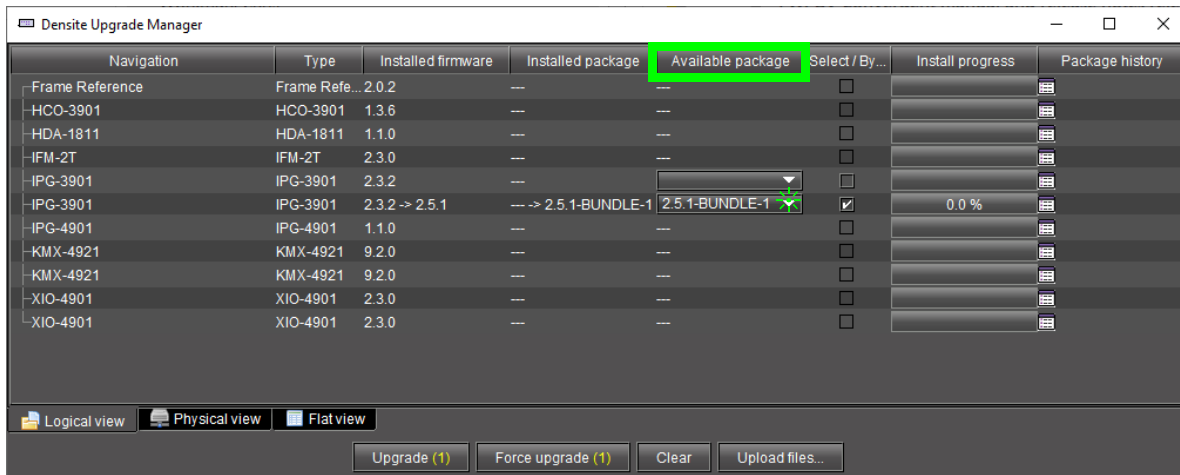 Densite Upgrade Manager
Navigation Type Installed firmware Installed package Available package Select / By... Install progress Package history
Frame Reference Frame Refe... 2.0.2 --- ---
HCO-3901 HCO-3901 1.3.6 --- ---
HDA-1811 HDA-1811 1.1.0 --- ---
IFM-2T IFM-2T 2.3.0 --- ---
IPG-3901 IPG-3901 2.3.2 ---
IPG-3901 IPG-3901 2.3.2 -> 2.5.1 --- -> 2.5.1-BUNDLE-1 2.5.1-BUNDLE-1 0.0 %
IPG-4901 IPG-4901 1.1.0 --- ---
KMX-4921 KMX-4921 9.2.0 --- ---
KMX-4921 KMX-4921 9.2.0 --- ---
XIO-4901 XIO-4901 2.3.0 --- ---
XIO-4901 XIO-4901 2.3.0 --- ---
Logical view Physical view Flat view
Upgrade (1) Force upgrade (1) Clear Upload files...